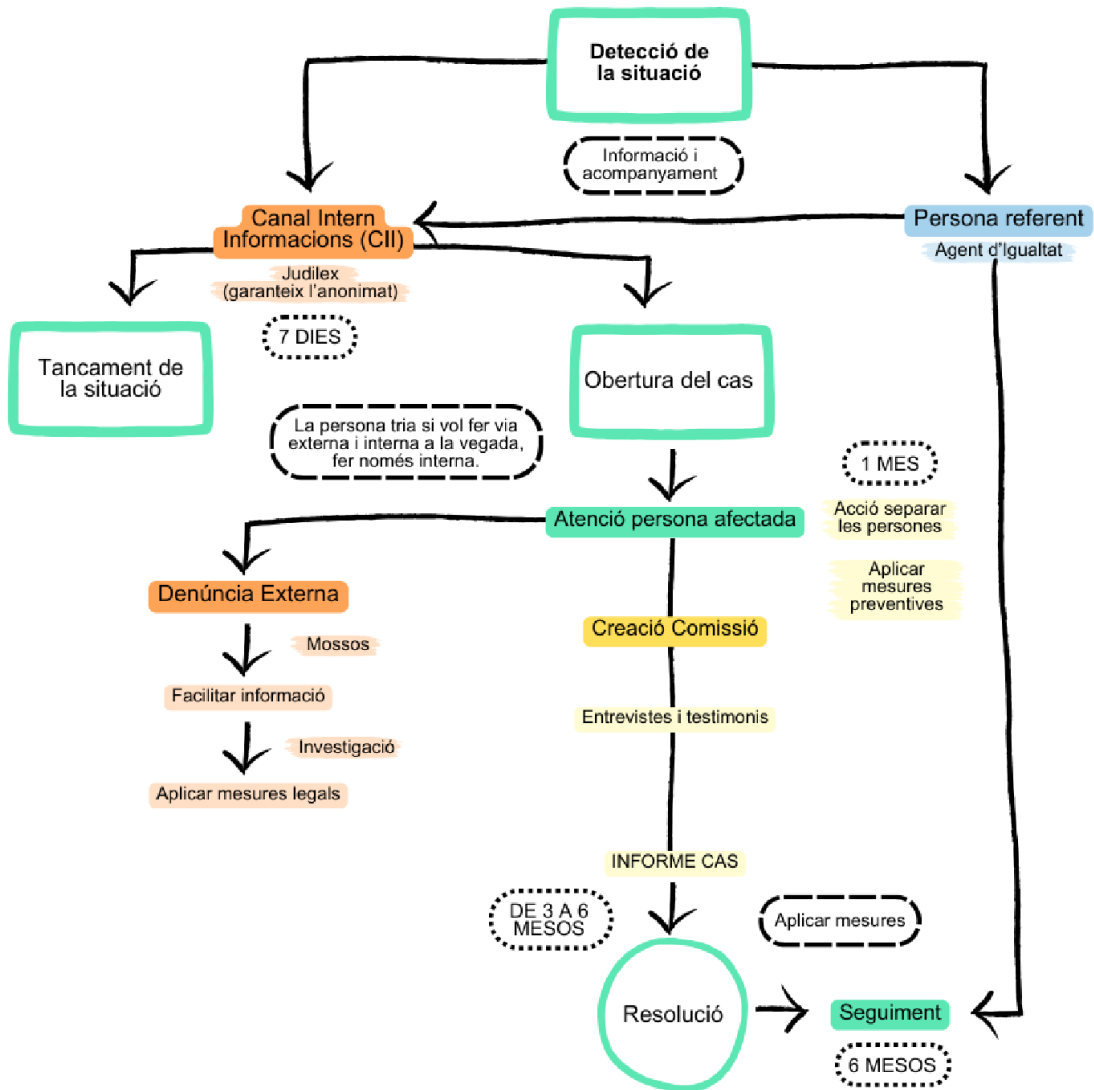 Detecció de
la situació
Informació i
acompanyament
Canal Intern
Informacions (CII)
Persona referent
Agent d'Igualtat
Judilex
(garanteix l'anonimat)
7 DIES
Tancament de
la situació
Obertura del cas
La persona tria si vol fer via
externa i interna a la vegada,
fer només interna.
1 MES
Atenció persona afectada
Acció separar
les persones
Aplicar
mesures
preventives
Denúncia Externa
Creació Comissió
Mossos
Facilitar informació
Entrevistes i testimonis
Investigació
Aplicar mesures legals
INFORME CAS
DE 3 A 6
MESOS
Aplicar mesures
Resolució
Seguiment
6 MESOS